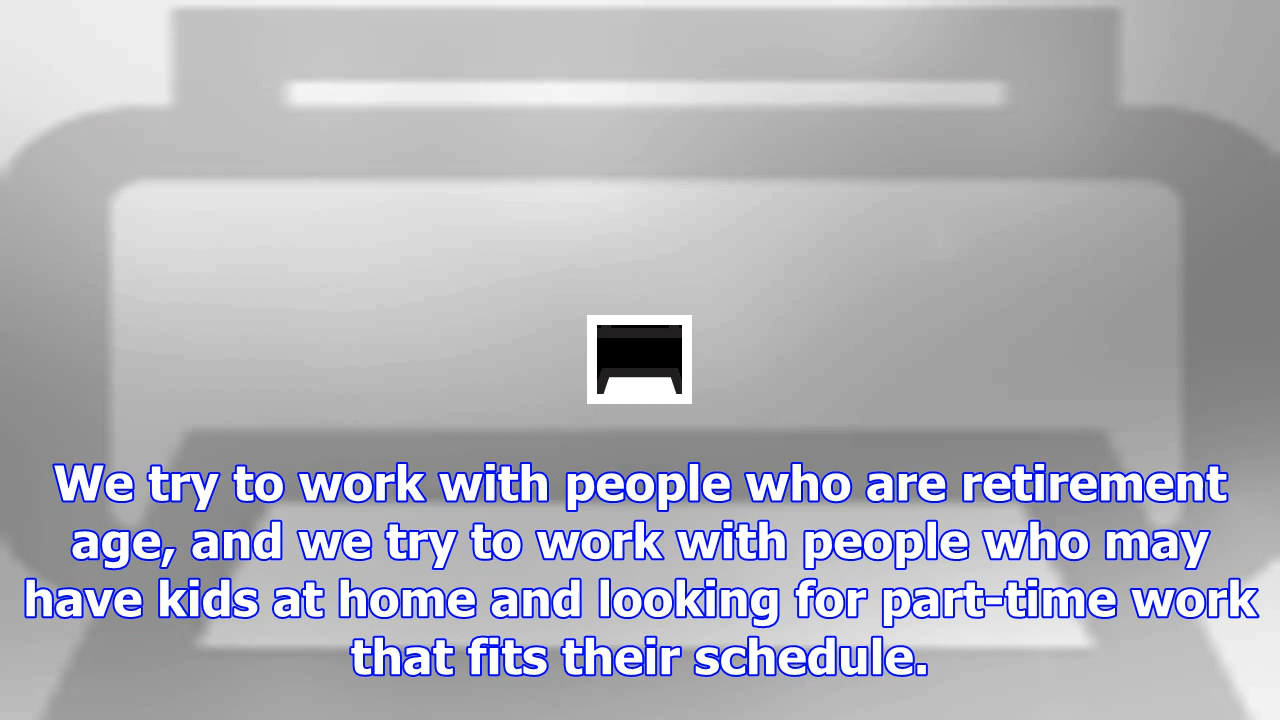 We try to work with people who are retirement
age, and we try to work with people who may
have kids at home and looking for part-time work
that fits their schedule.